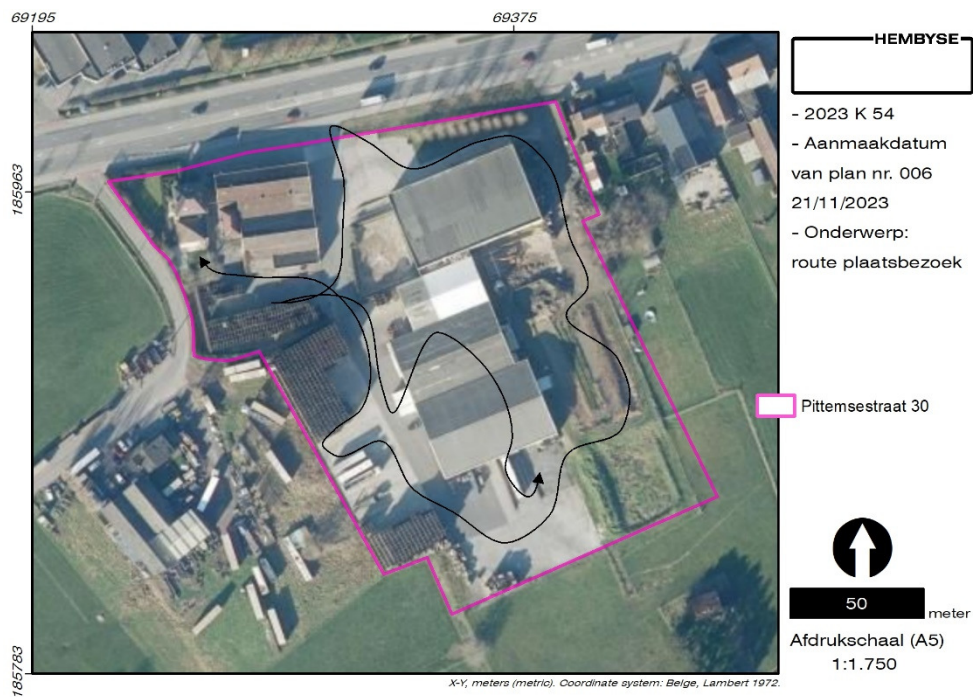 69195
69375
185963
185783
HEMBYSE
- 2023 K 54
- Aanmaakdatum
van plan nr. 006
21/11/2023
- Onderwerp:
route plaatsbezoek
Pittemsestraat 30
50
meter
Afdrukschaal (A5)
1:1.750
X-Y, meters (metric). Coordinate system: Belge, Lambert 1972.